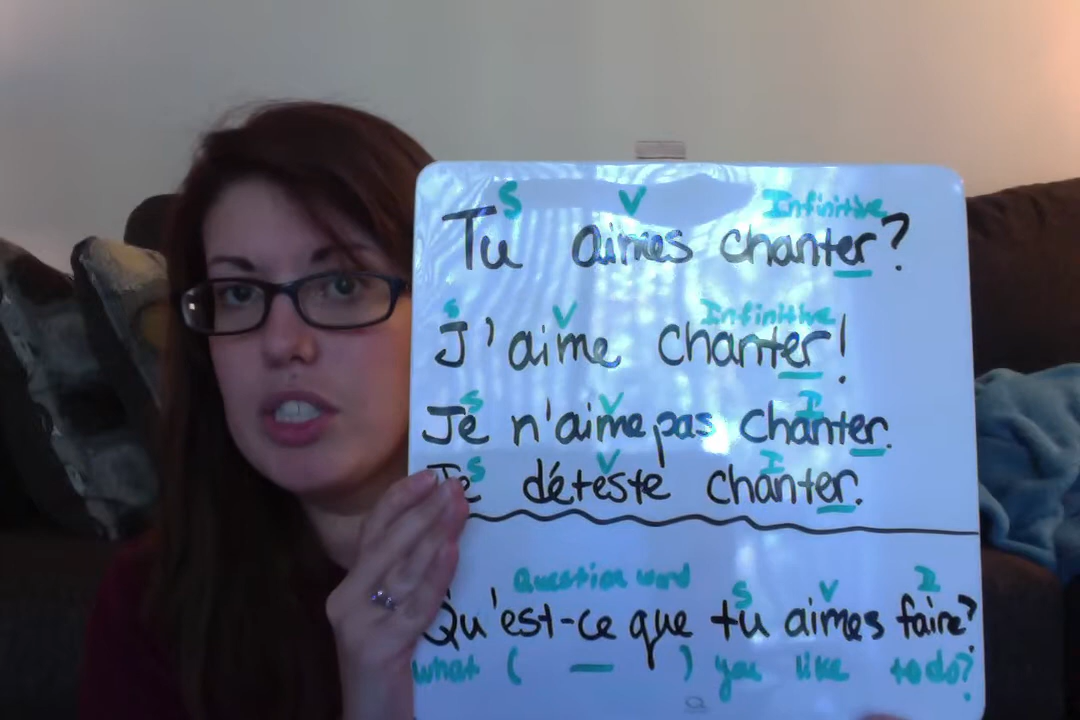 S V Infinitive
Tu aimes chanter?
S V Infinitive
J'aime chanter!
S V I
Je n'aime pas chanter.
S V I
Je déteste chanter.
Question word S V I
Qu'est-ce que tu aimes faire?
what ( — ) you like to do?